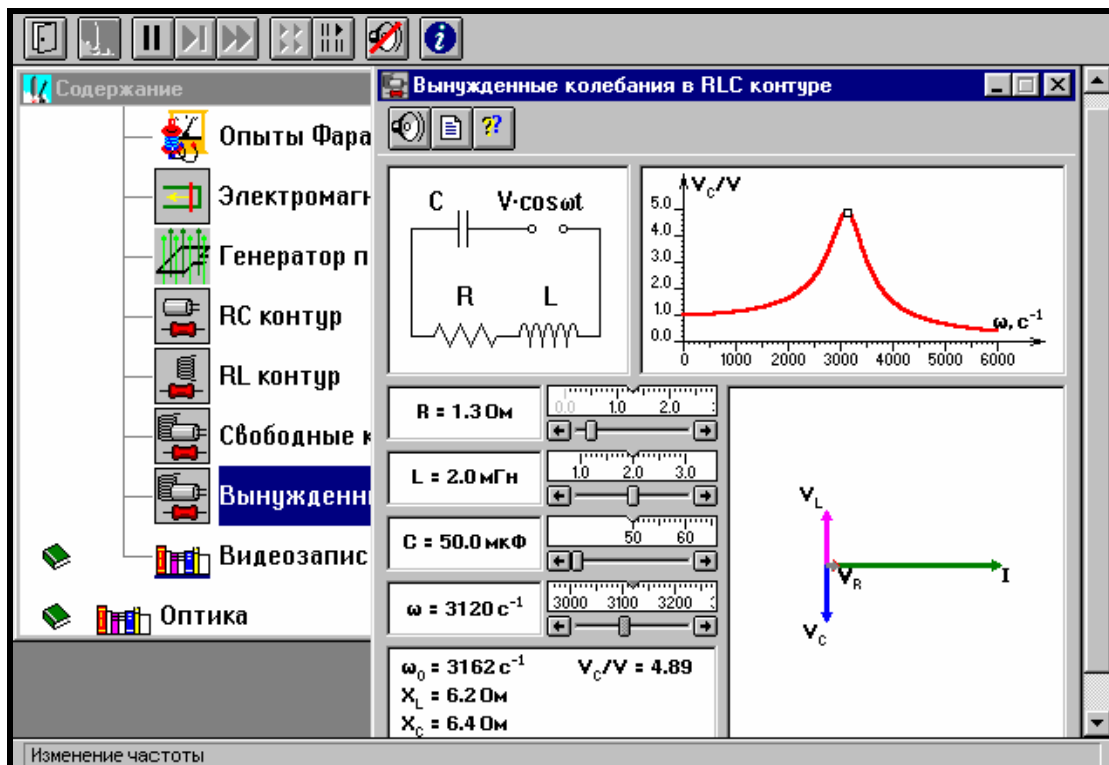 Содержание
Опыты Фара
Электромагн
Генератор п
RC контур
RL контур
Свободные к
Вынужденны
Видеозапис
Оптика
Вынужденные колебания в RLC контуре
C V·cosωt
R L
V_C/V
5.0
4.0
3.0
2.0
1.0
0.0
ω, c⁻¹
0 1000 2000 3000 4000 5000 6000
R = 1.3 Ом
0.0 1.0 2.0
L = 2.0 мГн
1.0 2.0 3.0
C = 50.0 мкФ
50 60
ω = 3120 c⁻¹
3000 3100 3200
V_L
V_R
I
V_C
ω₀ = 3162 c⁻¹ V_C/V = 4.89
X_L = 6.2 Ом
X_C = 6.4 Ом
Изменение частоты